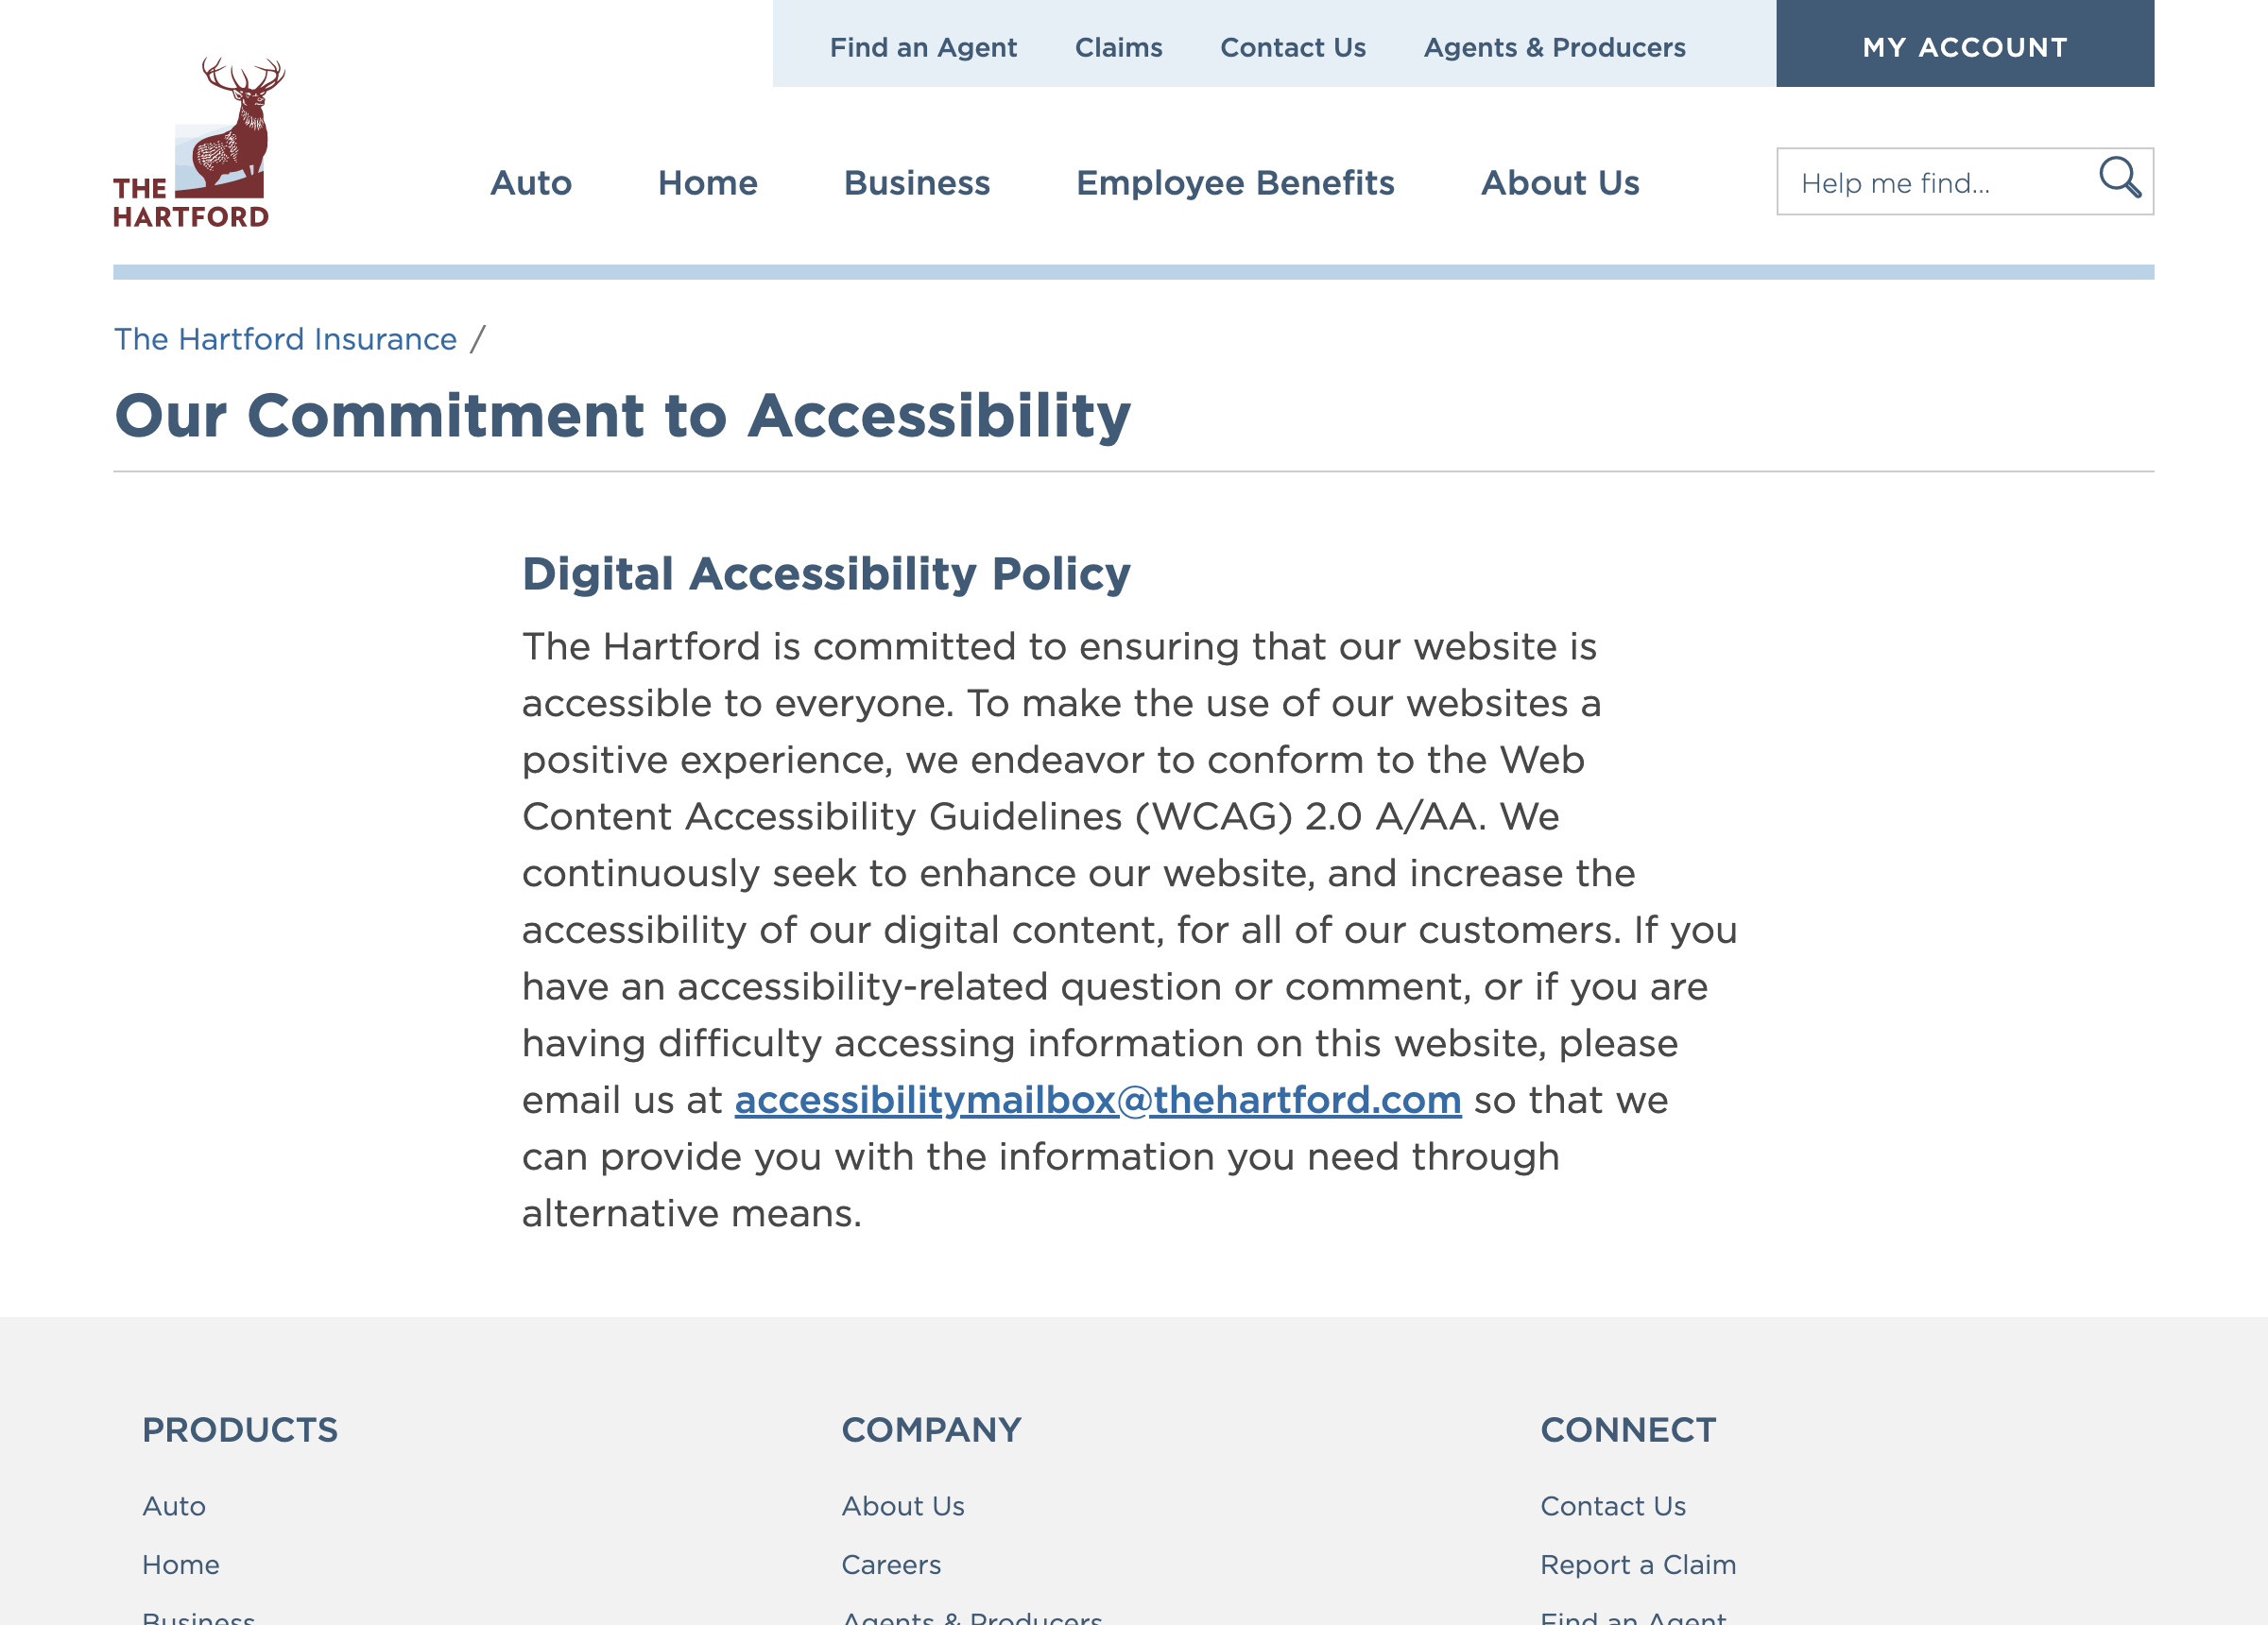 Find an Agent Claims Contact Us Agents & Producers MY ACCOUNT
THE
HARTFORD
Auto Home Business Employee Benefits About Us Help me find...
The Hartford Insurance /
Our Commitment to Accessibility
Digital Accessibility Policy
The Hartford is committed to ensuring that our website is
accessible to everyone. To make the use of our websites a
positive experience, we endeavor to conform to the Web
Content Accessibility Guidelines (WCAG) 2.0 A/AA. We
continuously seek to enhance our website, and increase the
accessibility of our digital content, for all of our customers. If you
have an accessibility-related question or comment, or if you are
having difficulty accessing information on this website, please
email us at accessibilitymailbox@thehartford.com so that we
can provide you with the information you need through
alternative means.
PRODUCTS COMPANY CONNECT
Auto About Us Contact Us
Home Careers Report a Claim
Business Agents & Producers Find an Agent